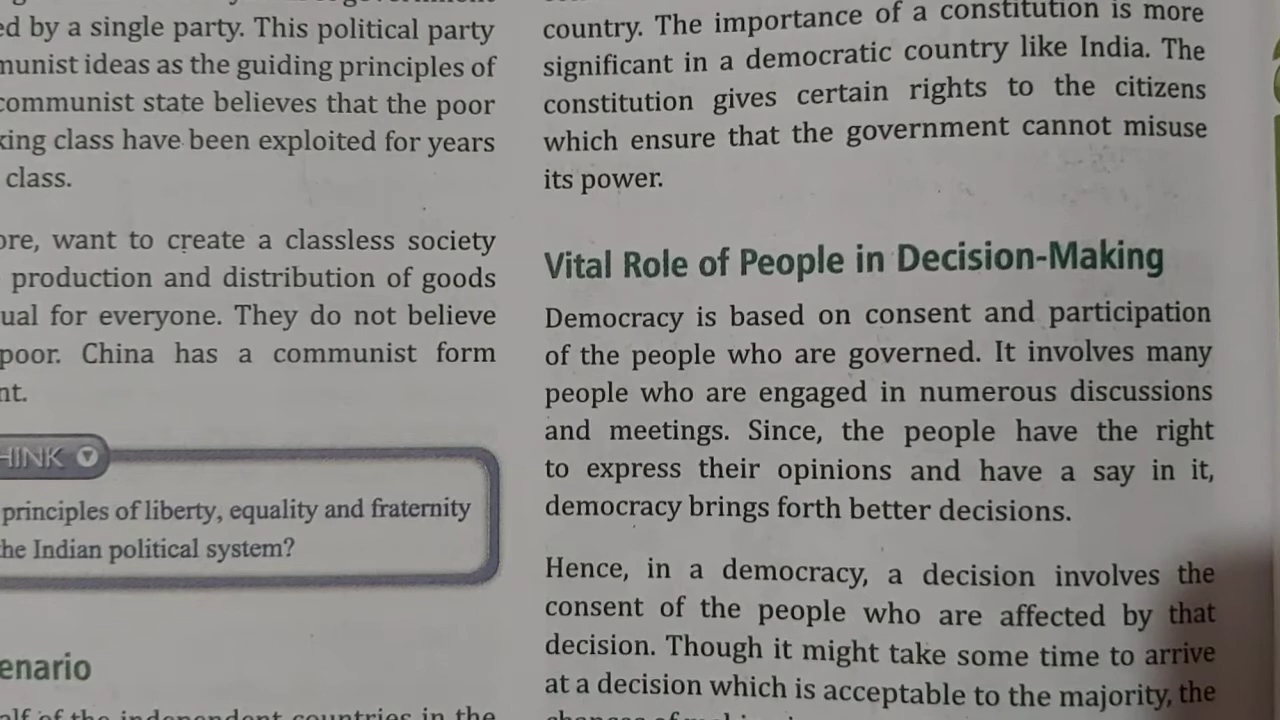 ed by a single party. This political party
munist ideas as the guiding principles of
communist state believes that the poor
king class have been exploited for years
class.
ore, want to create a classless society
production and distribution of goods
ual for everyone. They do not believe
poor. China has a communist form
nt.
HINK
principles of liberty, equality and fraternity
he Indian political system?
enario
alf of the independent countries in the
country. The importance of a constitution is more
significant in a democratic country like India. The
constitution gives certain rights to the citizens
which ensure that the government cannot misuse
its power.
Vital Role of People in Decision-Making
Democracy is based on consent and participation
of the people who are governed. It involves many
people who are engaged in numerous discussions
and meetings. Since, the people have the right
to express their opinions and have a say in it,
democracy brings forth better decisions.
Hence, in a democracy, a decision involves the
consent of the people who are affected by that
decision. Though it might take some time to arrive
at a decision which is acceptable to the majority, the